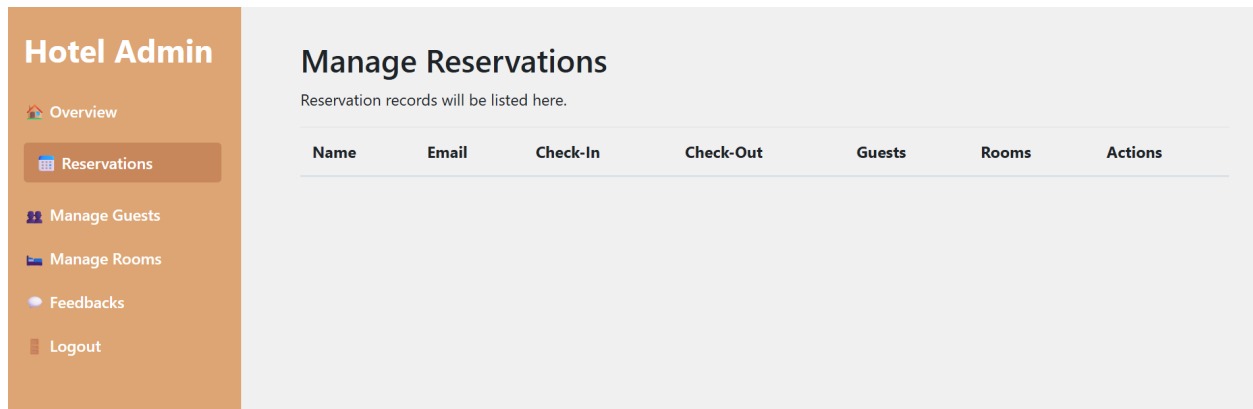 Hotel Admin
Overview
Reservations
Manage Guests
Manage Rooms
Feedbacks
Logout
Manage Reservations
Reservation records will be listed here.
Name Email Check-In Check-Out Guests Rooms Actions